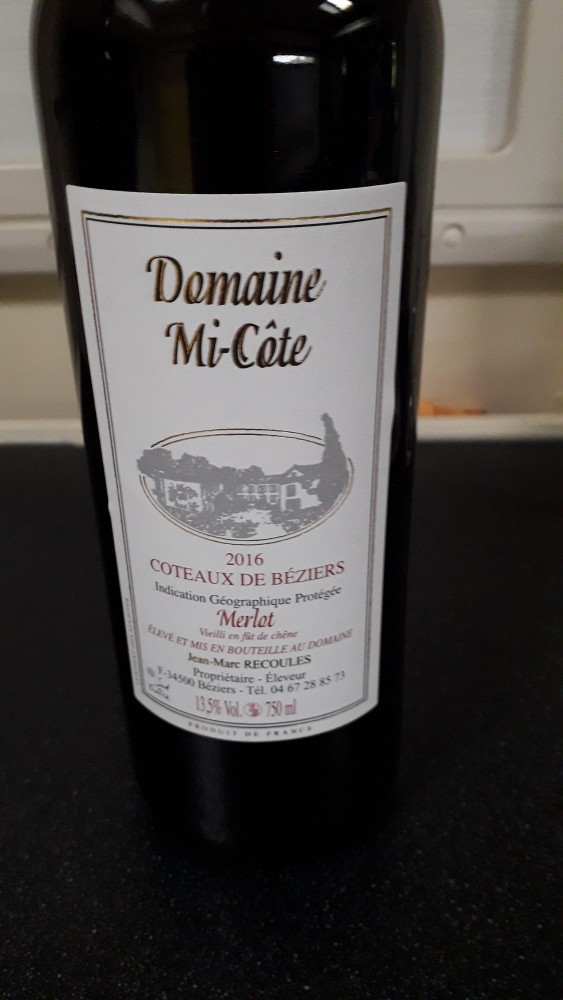 Domaine
Mi-Côte
2016
COTEAUX DE BÉZIERS
Indication Géographique Protégée
Merlot
Vieilli en fût de chêne
ÉLEVÉ ET MIS EN BOUTEILLE AU DOMAINE
Jean-Marc RECOULES
Propriétaire - Éleveur
F-34500 Béziers - Tél. 04 67 28 85 73
13,5% Vol. 750 ml
PRODUIT DE FRANCE